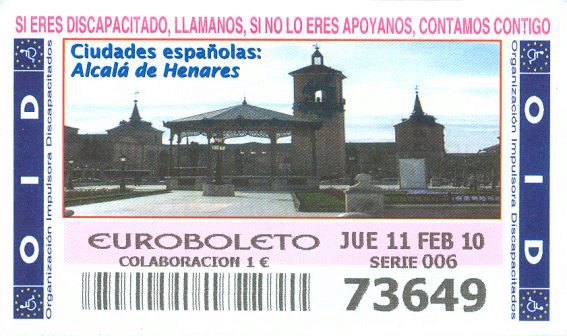 SI ERES DISCAPACITADO, LLAMANOS, SI NO LO ERES APOYANOS, CONTAMOS CONTIGO
Ciudades españolas:
Alcalá de Henares
OID
Organización Impulsora Discapacitados
OID
Organización Impulsora Discapacitados
EUROBOLETO
JUE 11 FEB 10
COLABORACION 1 €
SERIE 006
73649